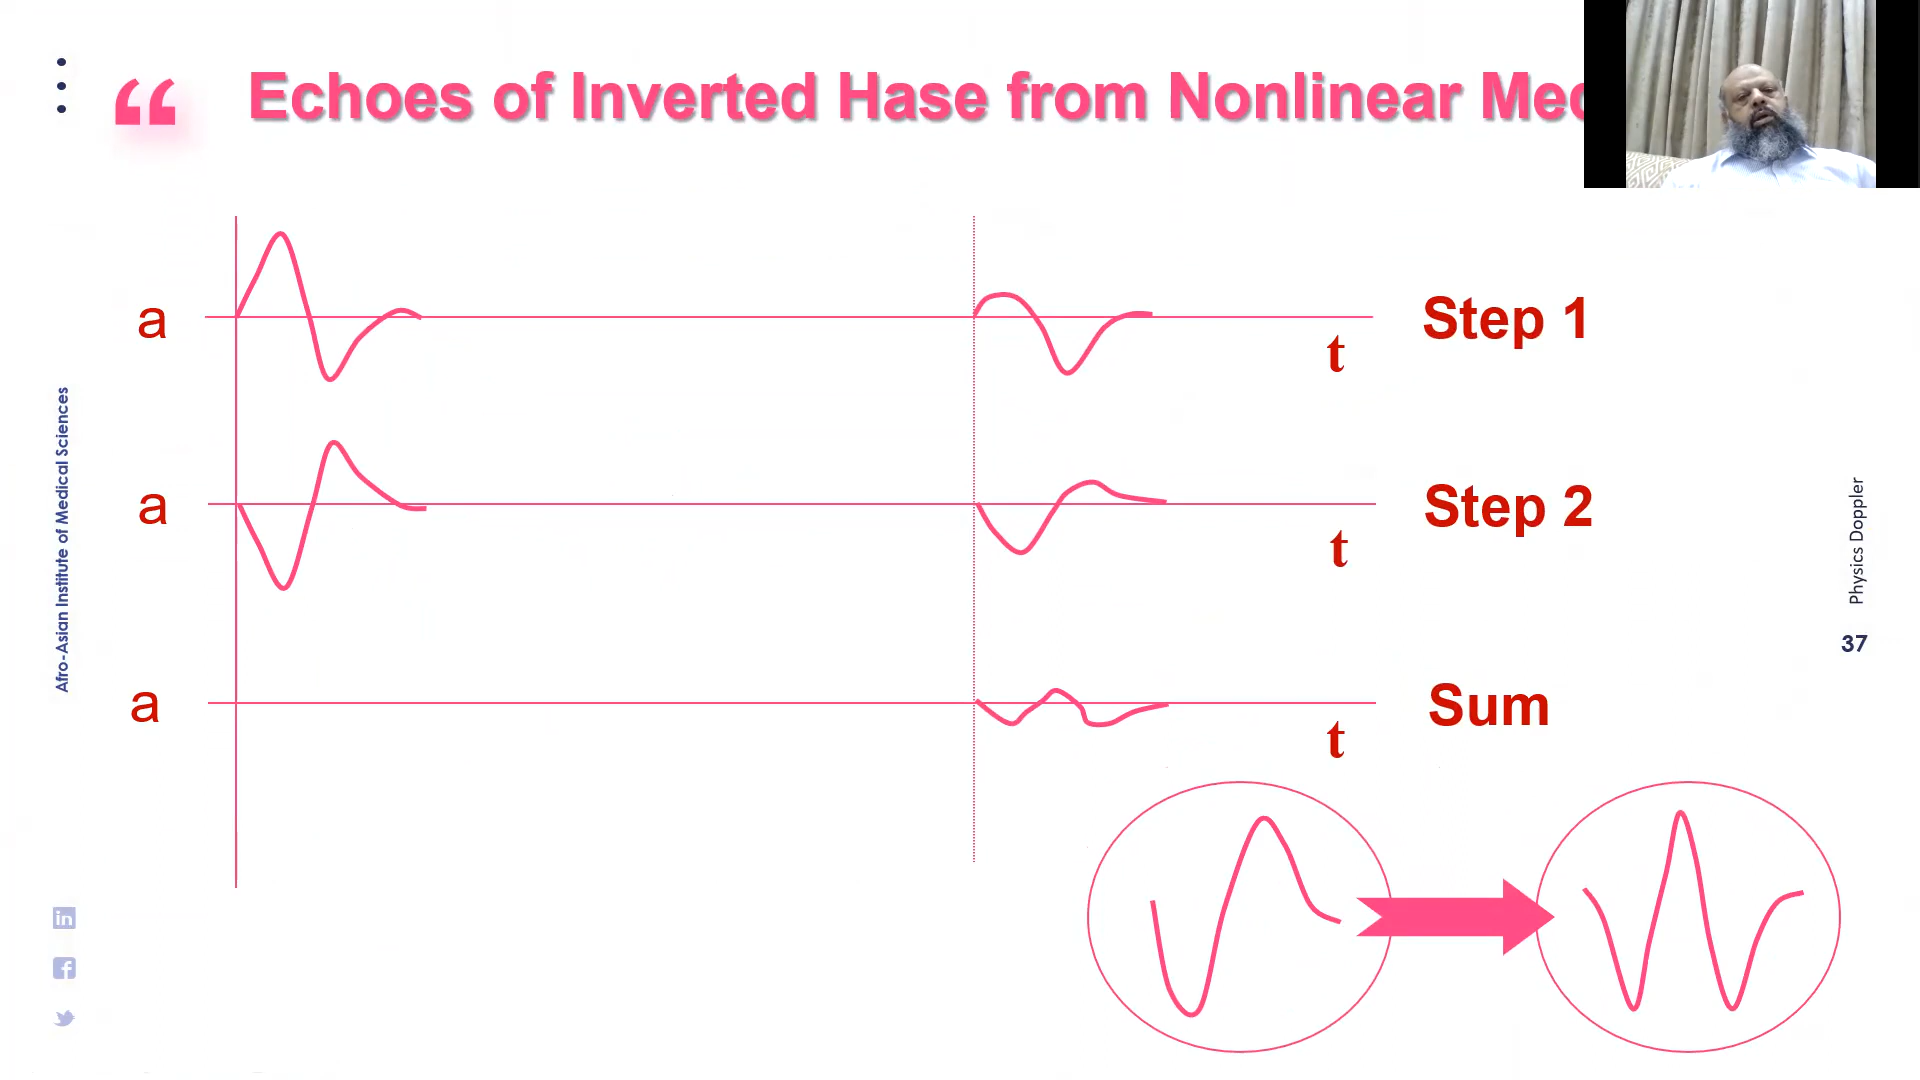 “ Echoes of Inverted Hase from Nonlinear
a
t
Step 1
a
t
Step 2
a
t
Sum
Afro-Asian Institute of Medical Sciences
Physics Doppler
37
in
f